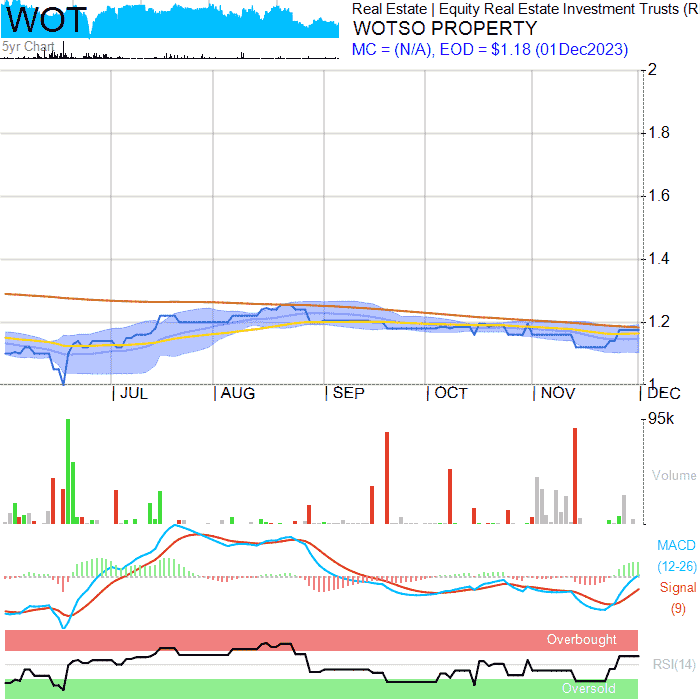 WOT
5yr Chart
Real Estate | Equity Real Estate Investment Trusts (R
WOTSO PROPERTY
MC = (N/A), EOD = $1.18 (01Dec2023)
2
1.8
1.6
1.4
1.2
1
JUL AUG SEP OCT NOV DEC
95k
Volume
MACD
(12-26)
Signal
(9)
Overbought
RSI(14)
Oversold